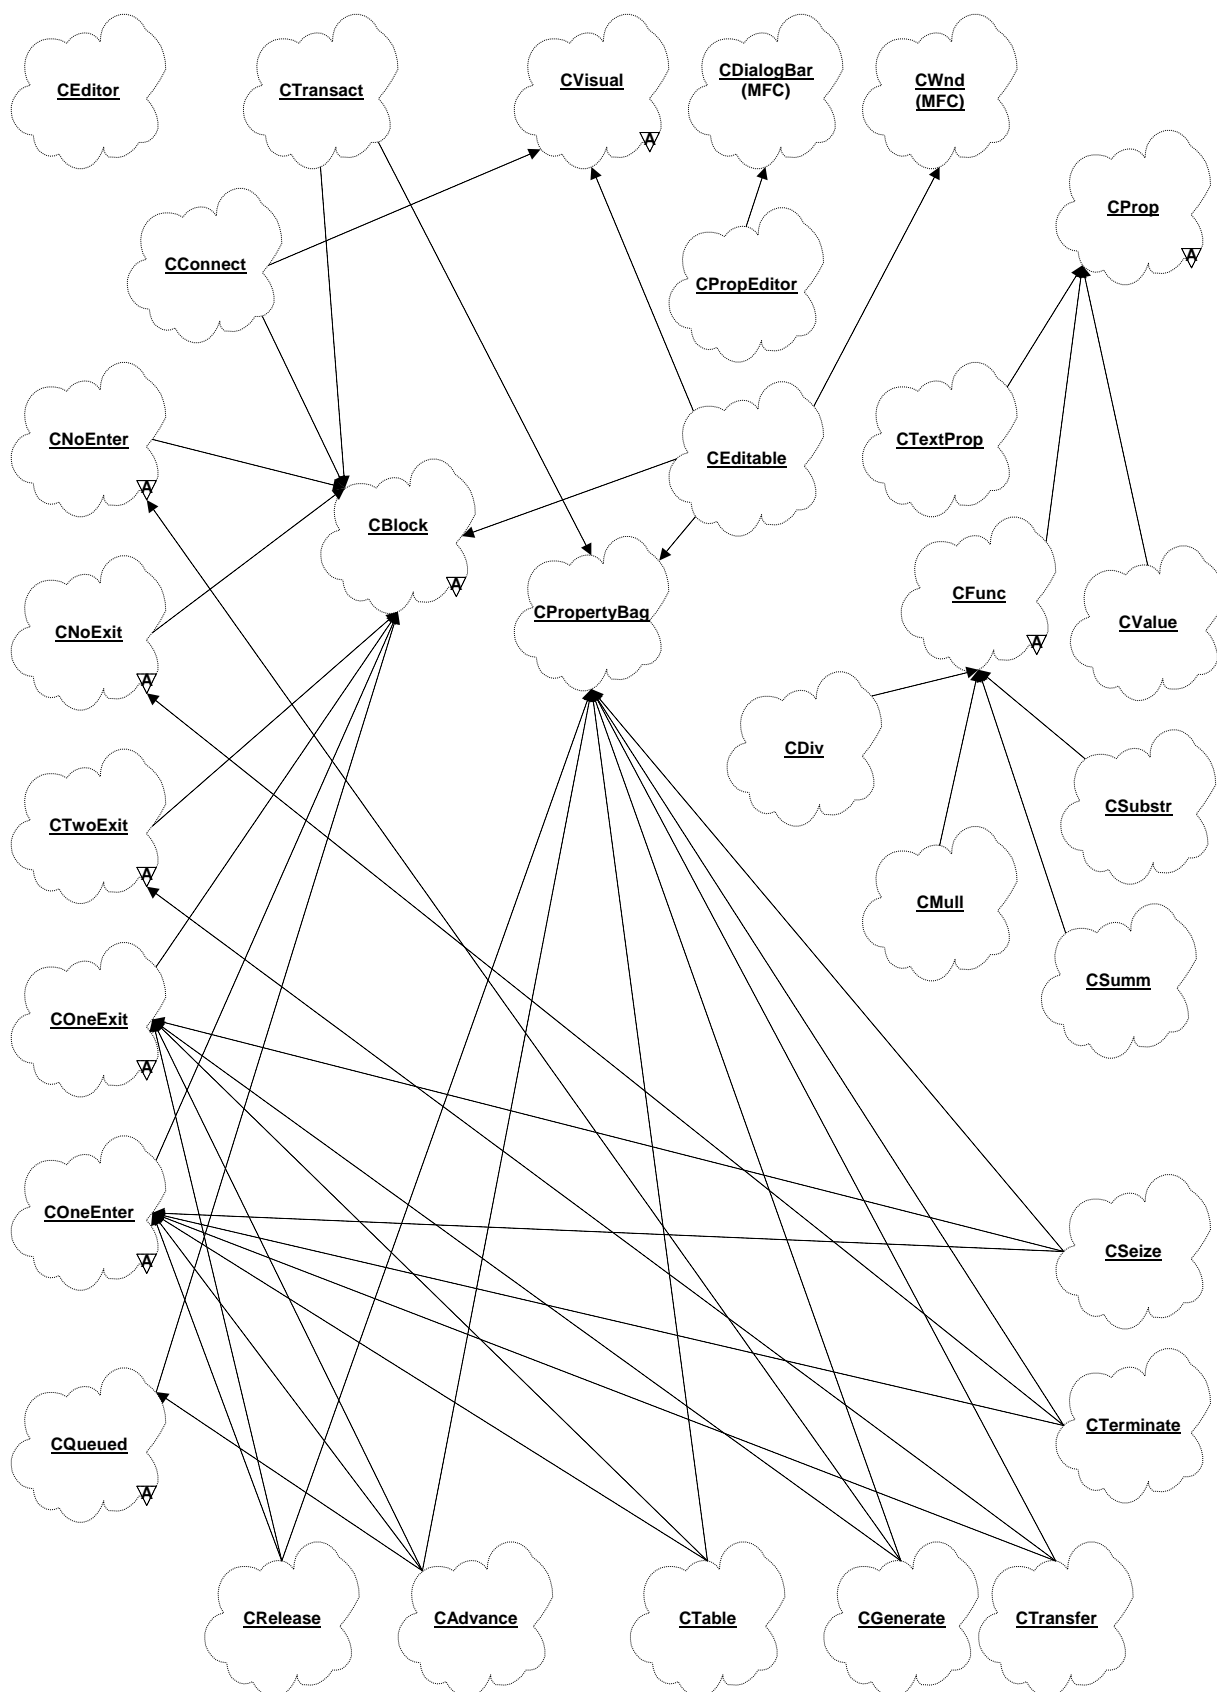 CEditor
CTransact
CVisual
A
CDialogBar
(MFC)
CWnd
(MFC)
CProp
A
CConnect
CPropEditor
CNoEnter
A
CEditable
CTextProp
CBlock
A
CPropertyBag
CFunc
A
CValue
CNoExit
A
CDiv
CSubstr
CTwoExit
A
CMull
CSumm
COneExit
A
COneEnter
A
CSeize
CTerminate
CQueued
A
CRelease
CAdvance
CTable
CGenerate
CTransfer